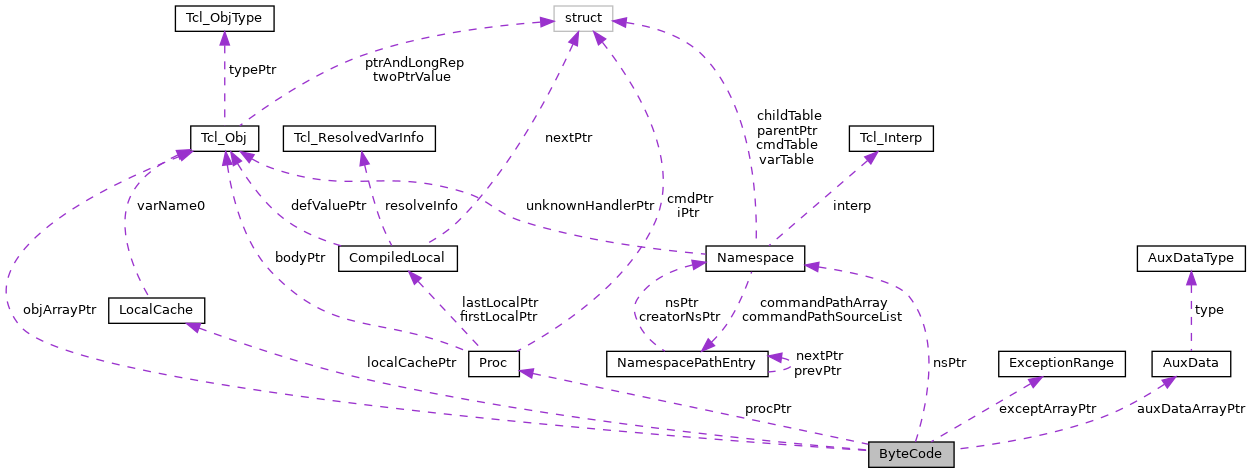 Tcl_ObjType
struct
typePtr
ptrAndLongRep
twoPtrValue
childTable
parentPtr
cmdTable
varTable
Tcl_Obj
Tcl_ResolvedVarInfo
nextPtr
Tcl_Interp
varName0
defValuePtr
resolveInfo
unknownHandlerPtr
cmdPtr
iPtr
interp
bodyPtr
CompiledLocal
Namespace
AuxDataType
objArrayPtr
LocalCache
lastLocalPtr
firstLocalPtr
nsPtr
creatorNsPtr
commandPathArray
commandPathSourceList
type
localCachePtr
Proc
NamespacePathEntry
nextPtr
prevPtr
nsPtr
ExceptionRange
AuxData
procPtr
exceptArrayPtr
auxDataArrayPtr
ByteCode